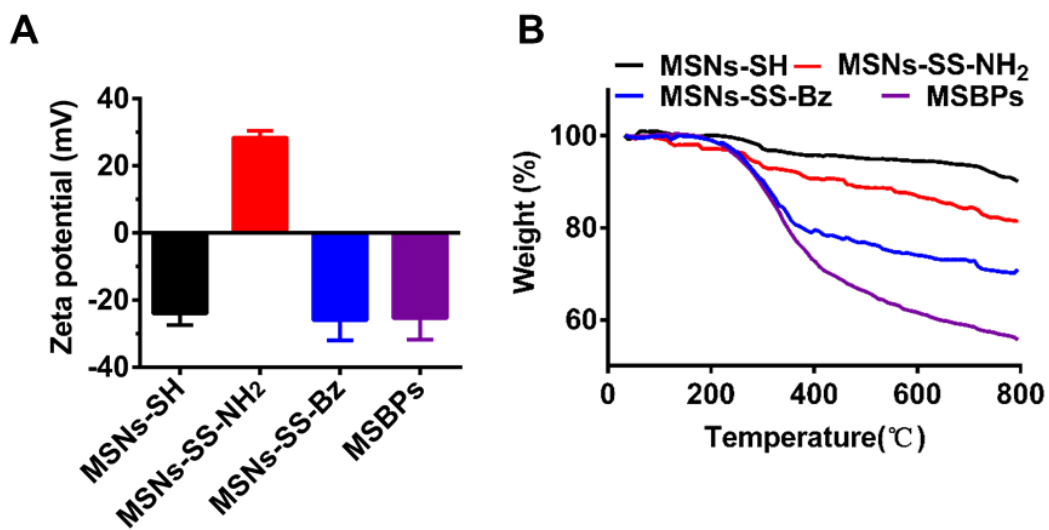 A
Zeta potential (mV)
40
20
0
-20
-40
MSNs-SH
MSNs-SS-NH2
MSNs-SS-Bz
MSBPs
B
MSNs-SH MSNs-SS-NH₂
MSNs-SS-Bz MSBPs
Weight (%)
100
80
60
0 200 400 600 800
Temperature(℃)